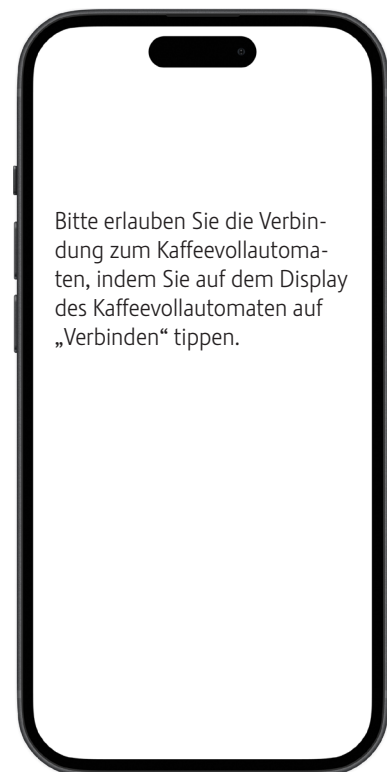 Bitte erlauben Sie die Verbin-
dung zum Kaffeevollautoma-
ten, indem Sie auf dem Display
des Kaffeevollautomaten auf
„Verbinden“ tippen.